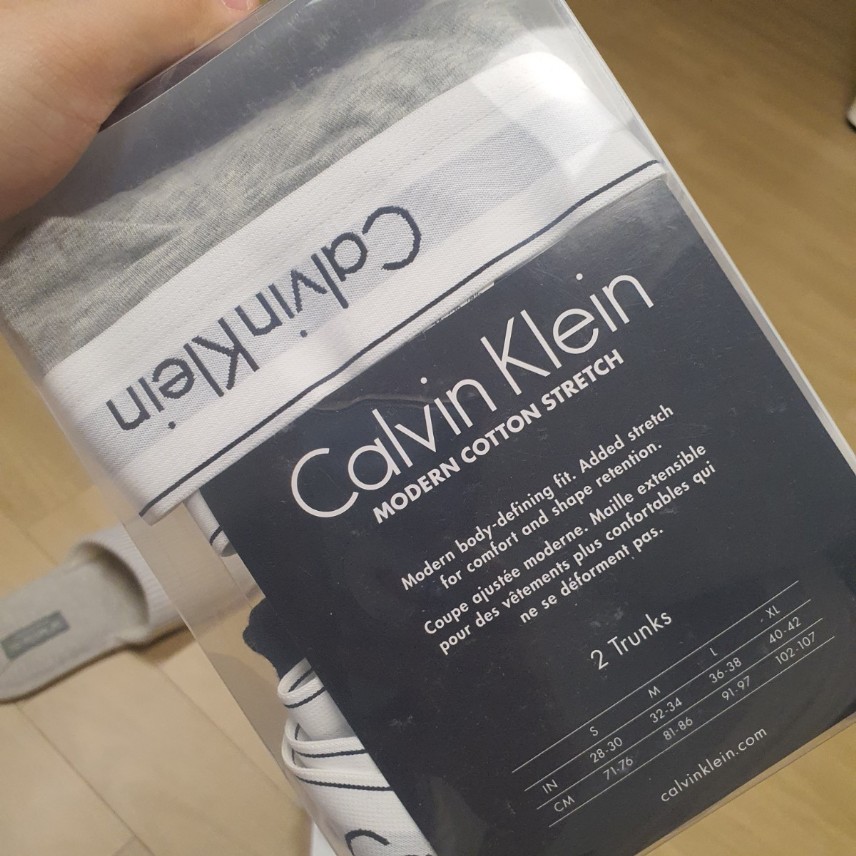 Calvin Klein
Calvin Klein
MODERN COTTON STRETCH
Modern body-defining fit. Added stretch
for comfort and shape retention.
Coupe ajustée moderne. Maille extensible
pour des vêtements plus confortables qui
ne se déforment pas.
2 Trunks
S M L XL
IN 28-30 32-34 36-38 40-42
CM 71-76 81-86 91-97 102-107
calvinklein.com
Ca